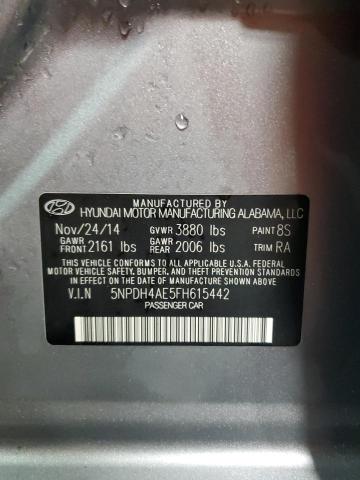 MANUFACTURED BY
HYUNDAI MOTOR MANUFACTURING ALABAMA, LLC
Nov/24/14 GVWR 3880 lbs PAINT 8S
GAWR FRONT 2161 lbs GAWR REAR 2006 lbs TRIM RA
THIS VEHICLE CONFORMS TO ALL APPLICABLE U.S.A. FEDERAL
MOTOR VEHICLE SAFETY, BUMPER, AND THEFT PREVENTION
STANDARDS IN EFFECT ON THE DATE OF MANUFACTURE SHOWN ABOVE.
V.I.N 5NPDH4AE5FH615442
PASSENGER CAR